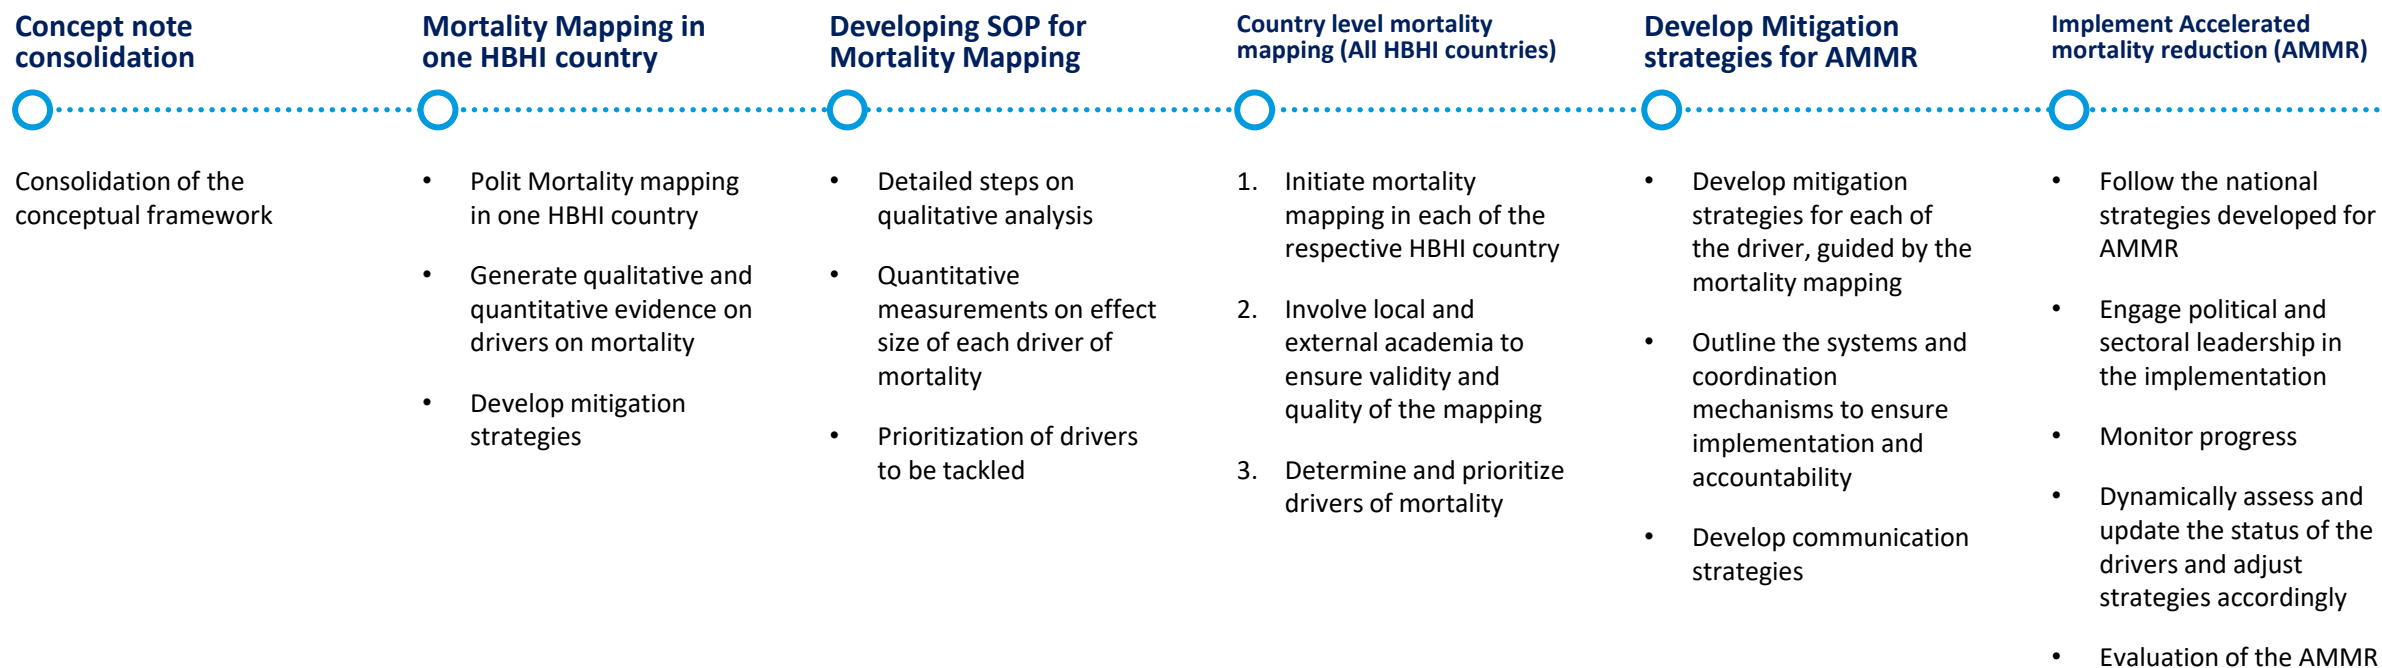 Concept note
consolidation
Consolidation of the
conceptual framework
Mortality Mapping in
one HBHI country
• Polit Mortality mapping
in one HBHI country
• Generate qualitative and
quantitative evidence on
drivers on mortality
• Develop mitigation
strategies
Developing SOP for
Mortality Mapping
• Detailed steps on
qualitative analysis
• Quantitative
measurements on effect
size of each driver of
mortality
• Prioritization of drivers
to be tackled
Country level mortality
mapping (All HBHI countries)
1. Initiate mortality
mapping in each of the
respective HBHI country
2. Involve local and
external academia to
ensure validity and
quality of the mapping
3. Determine and prioritize
drivers of mortality
Develop Mitigation
strategies for AMMR
• Develop mitigation
strategies for each of
the driver, guided by the
mortality mapping
• Outline the systems and
coordination
mechanisms to ensure
implementation and
accountability
• Develop communication
strategies
Implement Accelerated
mortality reduction (AMMR)
• Follow the national
strategies developed for
AMMR
• Engage political and
sectoral leadership in
the implementation
• Monitor progress
• Dynamically assess and
update the status of the
drivers and adjust
strategies accordingly
• Evaluation of the AMMR